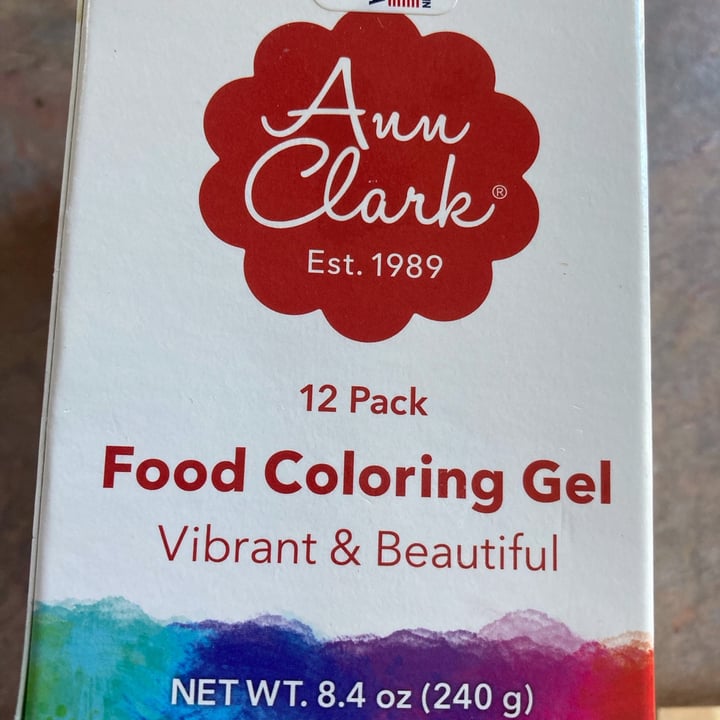 Ann
Clark®
Est. 1989
12 Pack
Food Coloring Gel
Vibrant & Beautiful
NET WT. 8.4 oz (240 g)